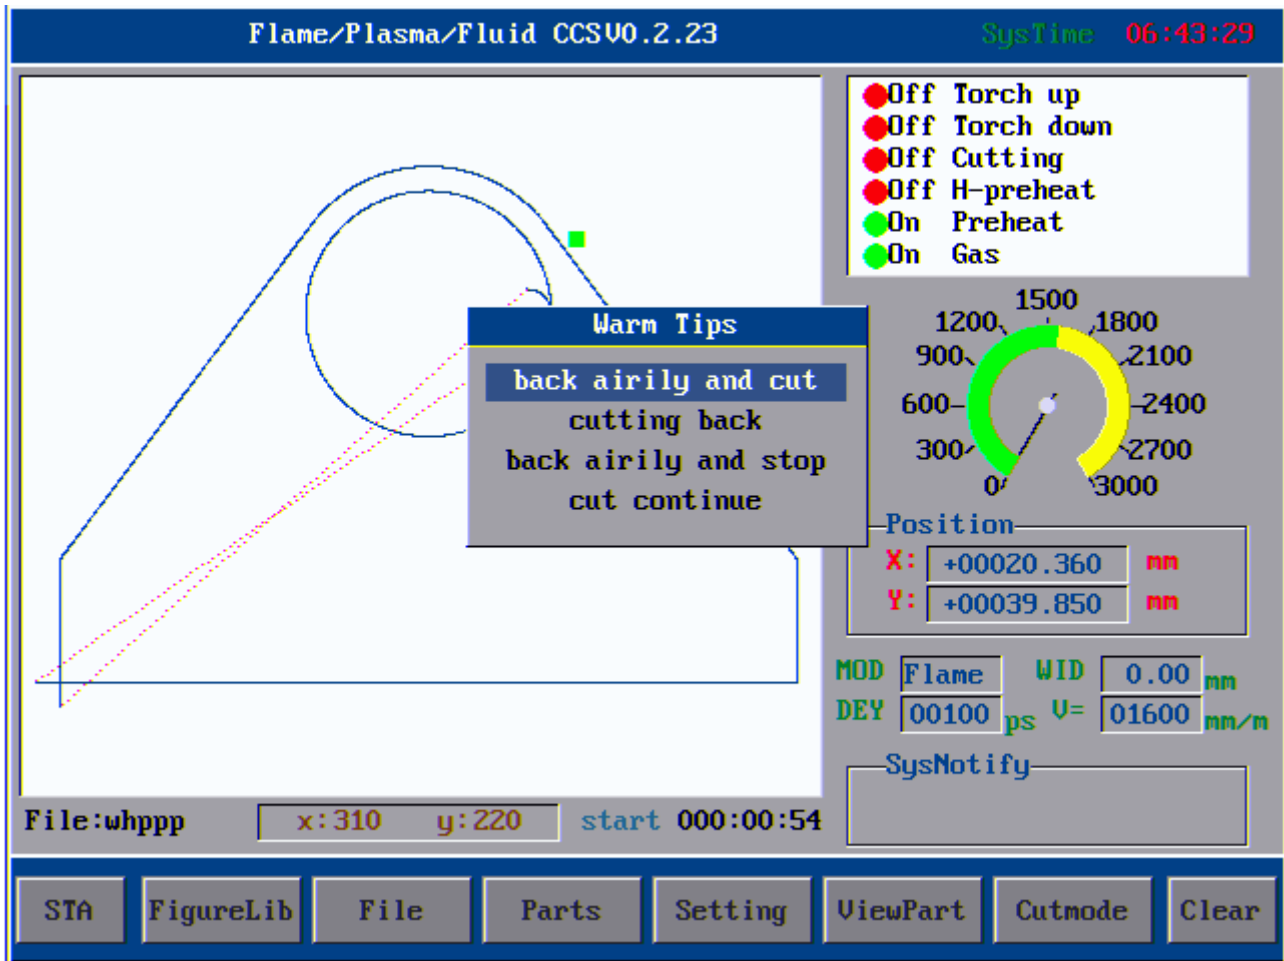 Flame/Plasma/Fluid CCSV0.2.23 SysTime 06:43:29
Off Torch up
Off Torch down
Off Cutting
Off H-preheat
On Preheat
On Gas
Warm Tips
back airily and cut
cutting back
back airily and stop
cut continue
1500
1200 1800
900 2100
600 2400
300 2700
0 3000
Position
X: +00020.360 mm
Y: +00039.850 mm
MOD Flame WID 0.00 mm
DEY 00100 ps V= 01600 mm/m
SysNotify
File:whppp x:310 y:220 start 000:00:54
STA FigureLib File Parts Setting ViewPart Cutmode Clear